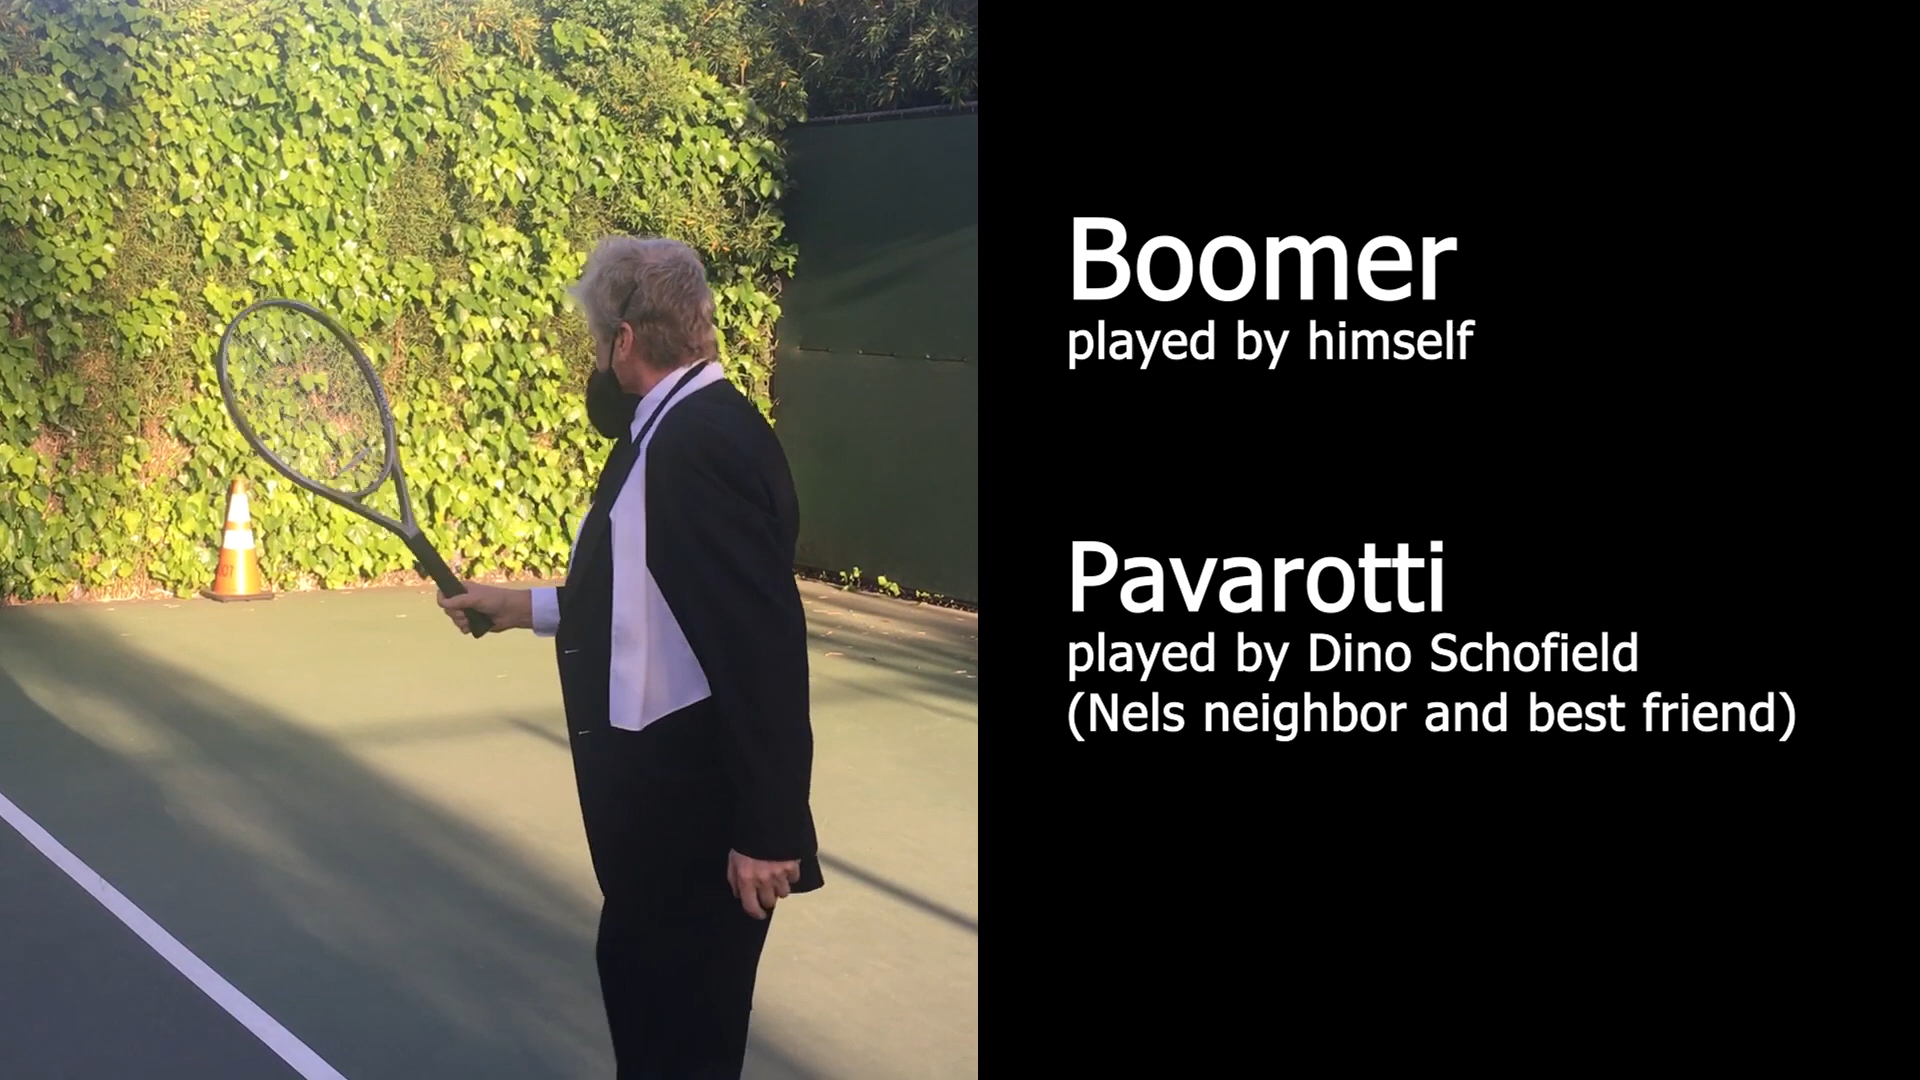 Boomer
played by himself
Pavarotti
played by Dino Schofield
(Nels neighbor and best friend)